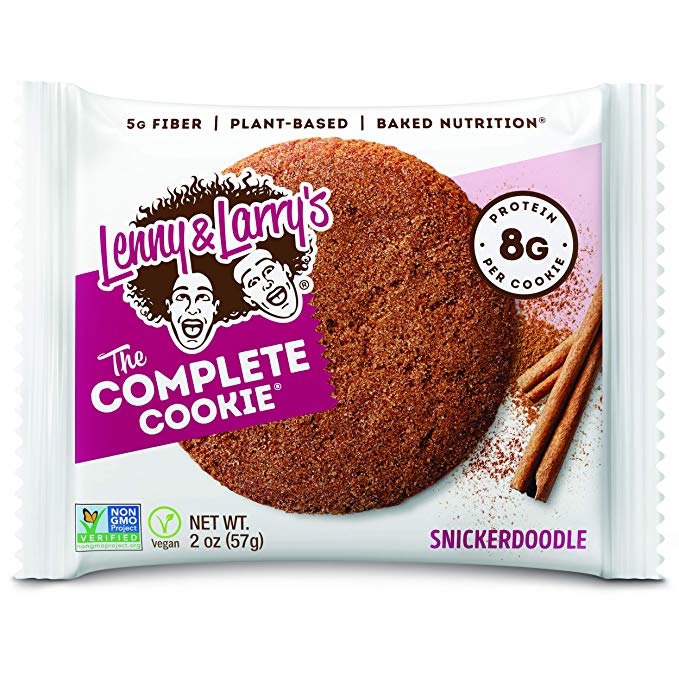 5G FIBER | PLANT-BASED | BAKED NUTRITION®
Lenny & Larry's
®
The
COMPLETE
COOKIE®
PROTEIN
8G
PER COOKIE
NON
GMO
Project
VERIFIED
nongmoproject.org
vegan
NET WT.
2 oz (57g)
SNICKERDOODLE